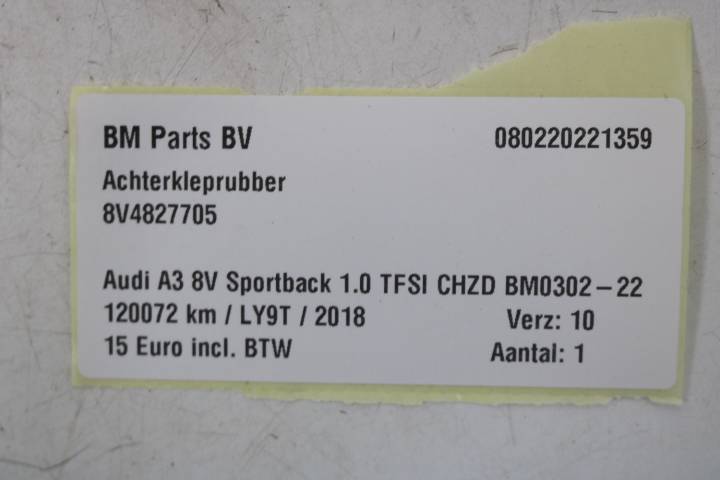 BM Parts BV 080220221359
Achterkleprubber
8V4827705
Audi A3 8V Sportback 1.0 TFSI CHZD BM0302-22
120072 km / LY9T / 2018 Verz: 10
15 Euro incl. BTW Aantal: 1